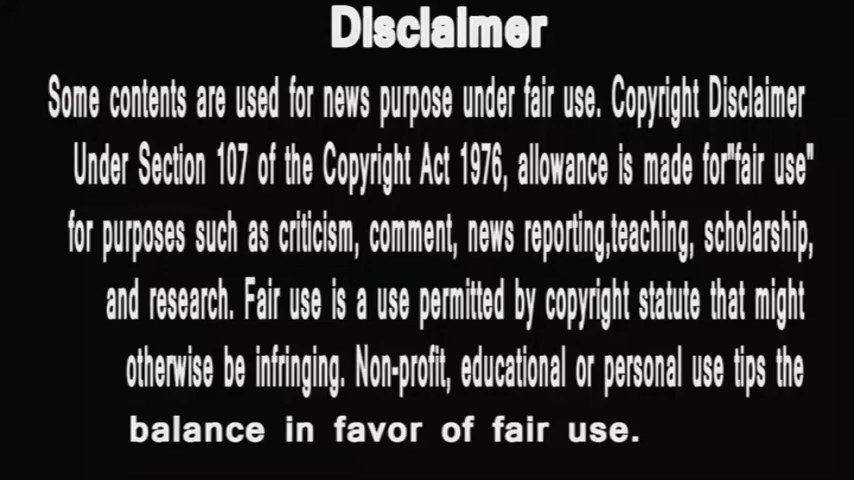 Disclaimer
Some contents are used for news purpose under fair use. Copyright Disclaimer
Under Section 107 of the Copyright Act 1976, allowance is made for"fair use"
for purposes such as criticism, comment, news reporting,teaching, scholarship,
and research. Fair use is a use permitted by copyright statute that might
otherwise be infringing. Non-profit, educational or personal use tips the
balance in favor of fair use.